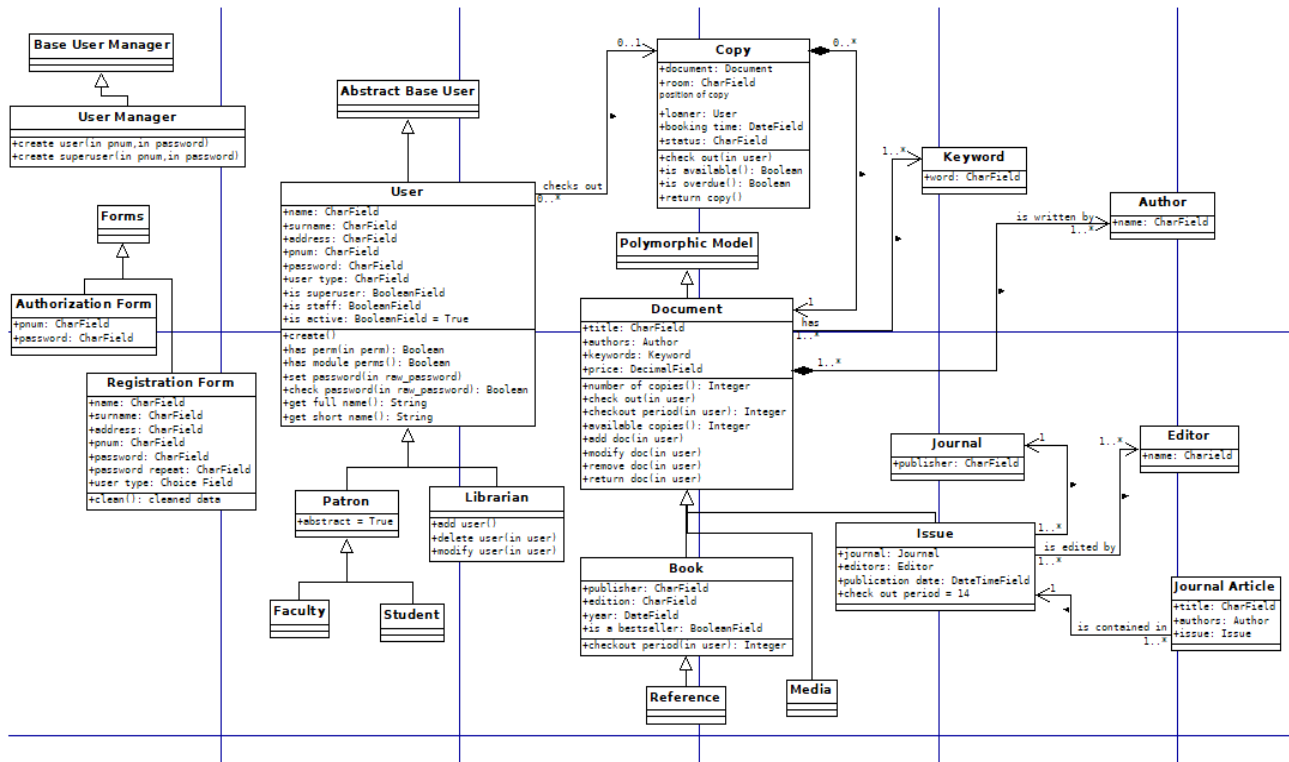 Base User Manager
User Manager
+create user(in pnum,in password)
+create superuser(in pnum,in password)
Forms
Authorization Form
+pnum: CharField
+password: CharField
Registration Form
+name: CharField
+surname: CharField
+address: CharField
+pnum: CharField
+password: CharField
+password repeat: CharField
+user type: Choice Field
+clean(): cleaned data
Abstract Base User
User
+name: CharField
+surname: CharField
+address: CharField
+pnum: CharField
+password: CharField
+user type: CharField
+is superuser: BooleanField
+is staff: BooleanField
+is active: BooleanField = True
+create()
+has perm(in perm): Boolean
+has module perms(): Boolean
+set password(in raw_password)
+check password(in raw_password): Boolean
+get full name(): String
+get short name(): String
Patron
+abstract = True
Librarian
+add user()
+delete user(in user)
+modify user(in user)
Faculty
Student
checks out
0..*
0..1
Copy
+document: Document
+room: CharField
position of copy
+loaner: User
+booking time: DateField
+status: CharField
+check out(in user)
+is available(): Boolean
+is overdue(): Boolean
+return copy()
0..*
1
Polymorphic Model
Document
+title: CharField
+authors: Author
+keywords: Keyword
+price: DecimalField
+number of copies(): Integer
+check out(in user)
+checkout period(in user): Integer
+available copies(): Integer
+add doc(in user)
+modify doc(in user)
+remove doc(in user)
+return doc(in user)
has
1..*
1..*
Keyword
+word: CharField
1..*
is written by
1..*
Author
+name: CharField
Journal
+publisher: CharField
1
1..*
Editor
+name: Charield
1..*
is edited by
1..*
Issue
+journal: Journal
+editors: Editor
+publication date: DateTimeField
+check out period = 14
1
is contained in
1..*
Journal Article
+title: CharField
+authors: Author
+issue: Issue
Book
+publisher: CharField
+edition: CharField
+year: DateField
+is a bestseller: BooleanField
+checkout period(in user): Integer
Reference
Media